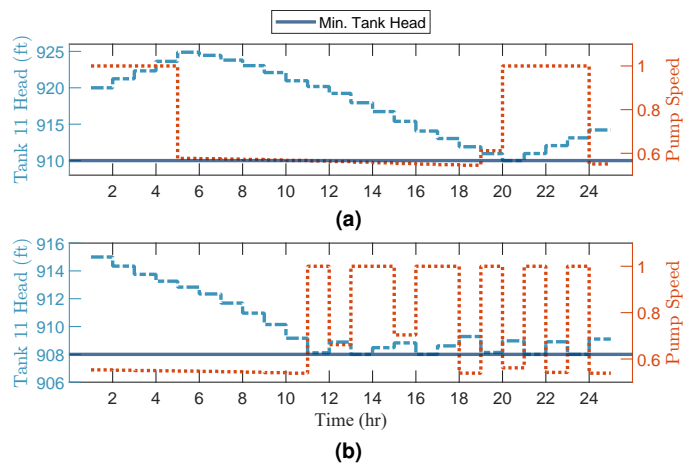 Min. Tank Head
Tank 11 Head (ft)
925
920
915
910
1
0.8
0.6
Pump Speed
2 4 6 8 10 12 14 16 18 20 22 24
(a)
Tank 11 Head (ft)
916
914
912
910
908
906
1
0.8
0.6
Pump Speed
2 4 6 8 10 12 14 16 18 20 22 24
Time (hr)
(b)